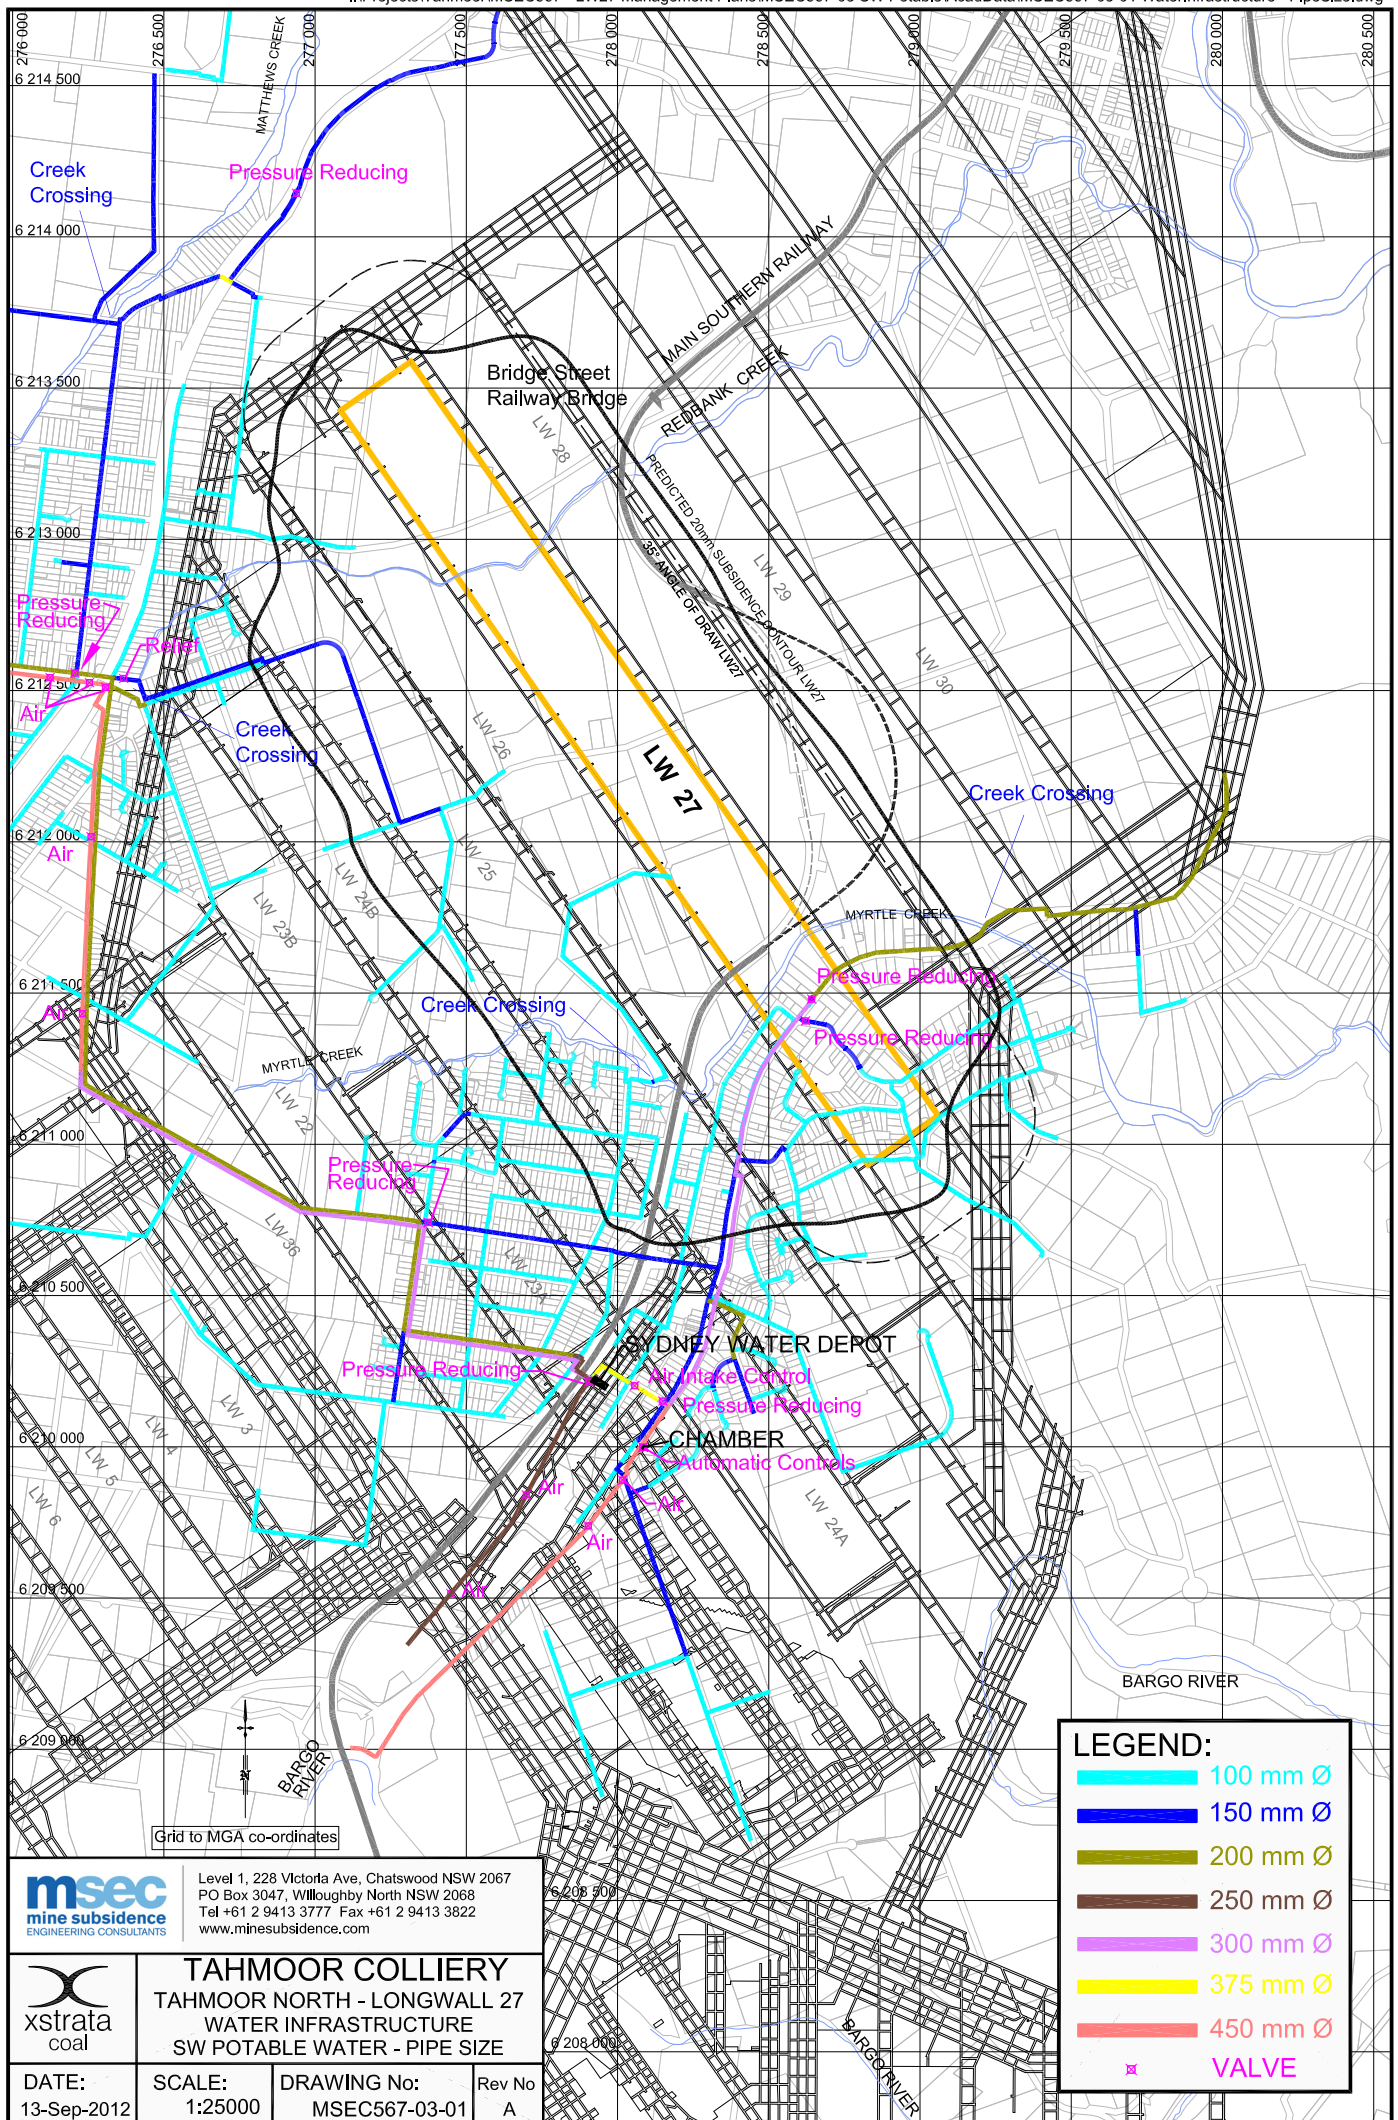 276 000
276 500
277 000
277 500
278 000
278 500
279 000
279 500
280 000
280 500
6 214 500
MATTHEWS CREEK
Creek
Crossing
Pressure Reducing
6 214 000
MAIN SOUTHERN RAILWAY
REDBANK CREEK
6 213 500
Bridge Street
Railway Bridge
LW 28
PREDICTED 20mm SUBSIDENCE CONTOUR LW27
35° ANGLE OF DRAW LW27
6 213 000
LW 29
Pressure
Reducing
Relief
6 212 500
Air
LW 30
Creek
Crossing
LW 26
LW 27
Creek Crossing
6 212 000
Air
LW 25
LW 24B
LW 23B
MYRTLE CREEK
Pressure Reducing
6 211 500
Air
Creek Crossing
Pressure Reducing
MYRTLE CREEK
LW 22
6 211 000
Pressure
Reducing
LW 36
LW 23A
6 210 500
SYDNEY WATER DEPOT
Pressure Reducing
Air Intake Control
Pressure Reducing
LW 3
LW 4
LW 5
LW 6
6 210 000
CHAMBER
Automatic Controls
Air
Air
Air
LW 24A
6 209 500
Air
BARGO RIVER
6 209 000
BARGO
RIVER
N
Grid to MGA co-ordinates
LEGEND:
100 mm Ø
150 mm Ø
200 mm Ø
250 mm Ø
300 mm Ø
375 mm Ø
450 mm Ø
VALVE
6 208 500
6 208 000
BARGO RIVER
msec
mine subsidence
ENGINEERING CONSULTANTS
Level 1, 228 Victoria Ave, Chatswood NSW 2067
PO Box 3047, Willoughby North NSW 2068
Tel +61 2 9413 3777 Fax +61 2 9413 3822
www.minesubsidence.com
xstrata
coal
TAHMOOR COLLIERY
TAHMOOR NORTH - LONGWALL 27
WATER INFRASTRUCTURE
SW POTABLE WATER - PIPE SIZE
DATE:
13-Sep-2012
SCALE:
1:25000
DRAWING No:
MSEC567-03-01
Rev No
A